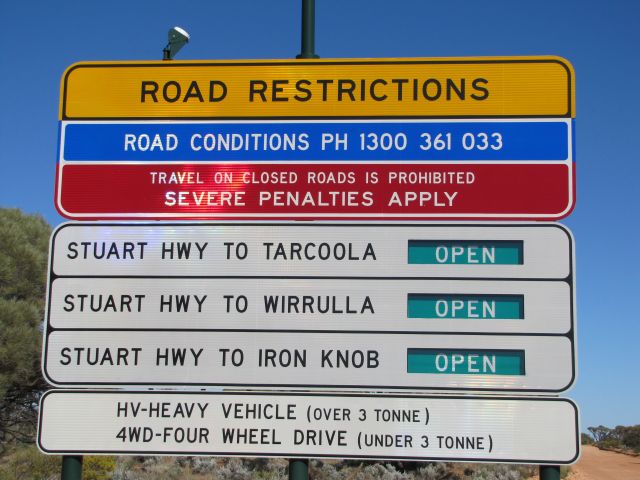 ROAD RESTRICTIONS
ROAD CONDITIONS PH 1300 361 033
TRAVEL ON CLOSED ROADS IS PROHIBITED
SEVERE PENALTIES APPLY
STUART HWY TO TARCOOLA OPEN
STUART HWY TO WIRRULLA OPEN
STUART HWY TO IRON KNOB OPEN
HV-HEAVY VEHICLE (OVER 3 TONNE)
4WD-FOUR WHEEL DRIVE (UNDER 3 TONNE)